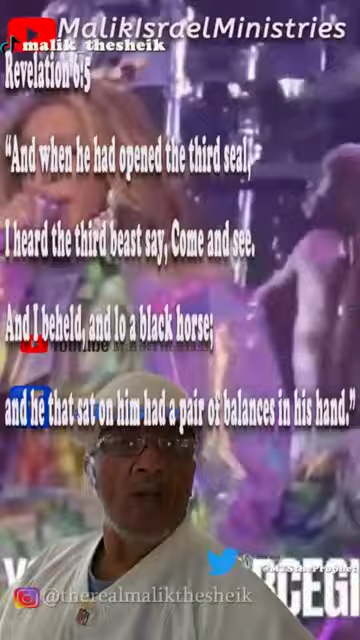 MalikIsraelMinistries
malik_thesheik
Revelation 6:5
“And when he had opened the third seal,
I heard the third beast say, Come and see.
And I beheld, and lo a black horse;
YouTube
and he that sat on him had a pair of balances in his hand.”
@therealmalikthesheik